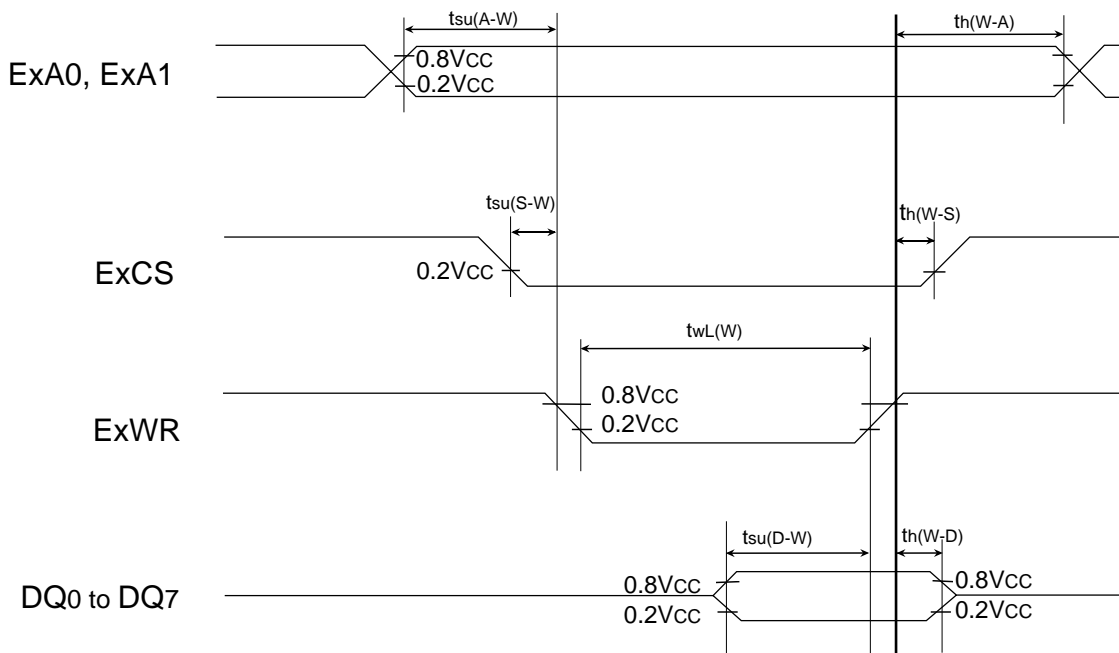 tsu(A-W)
th(W-A)
ExA0, ExA1
0.8VCC
0.2VCC
tsu(S-W)
th(W-S)
ExCS
0.2VCC
twL(W)
ExWR
0.8VCC
0.2VCC
tsu(D-W)
th(W-D)
DQ0 to DQ7
0.8VCC
0.2VCC
0.8VCC
0.2VCC